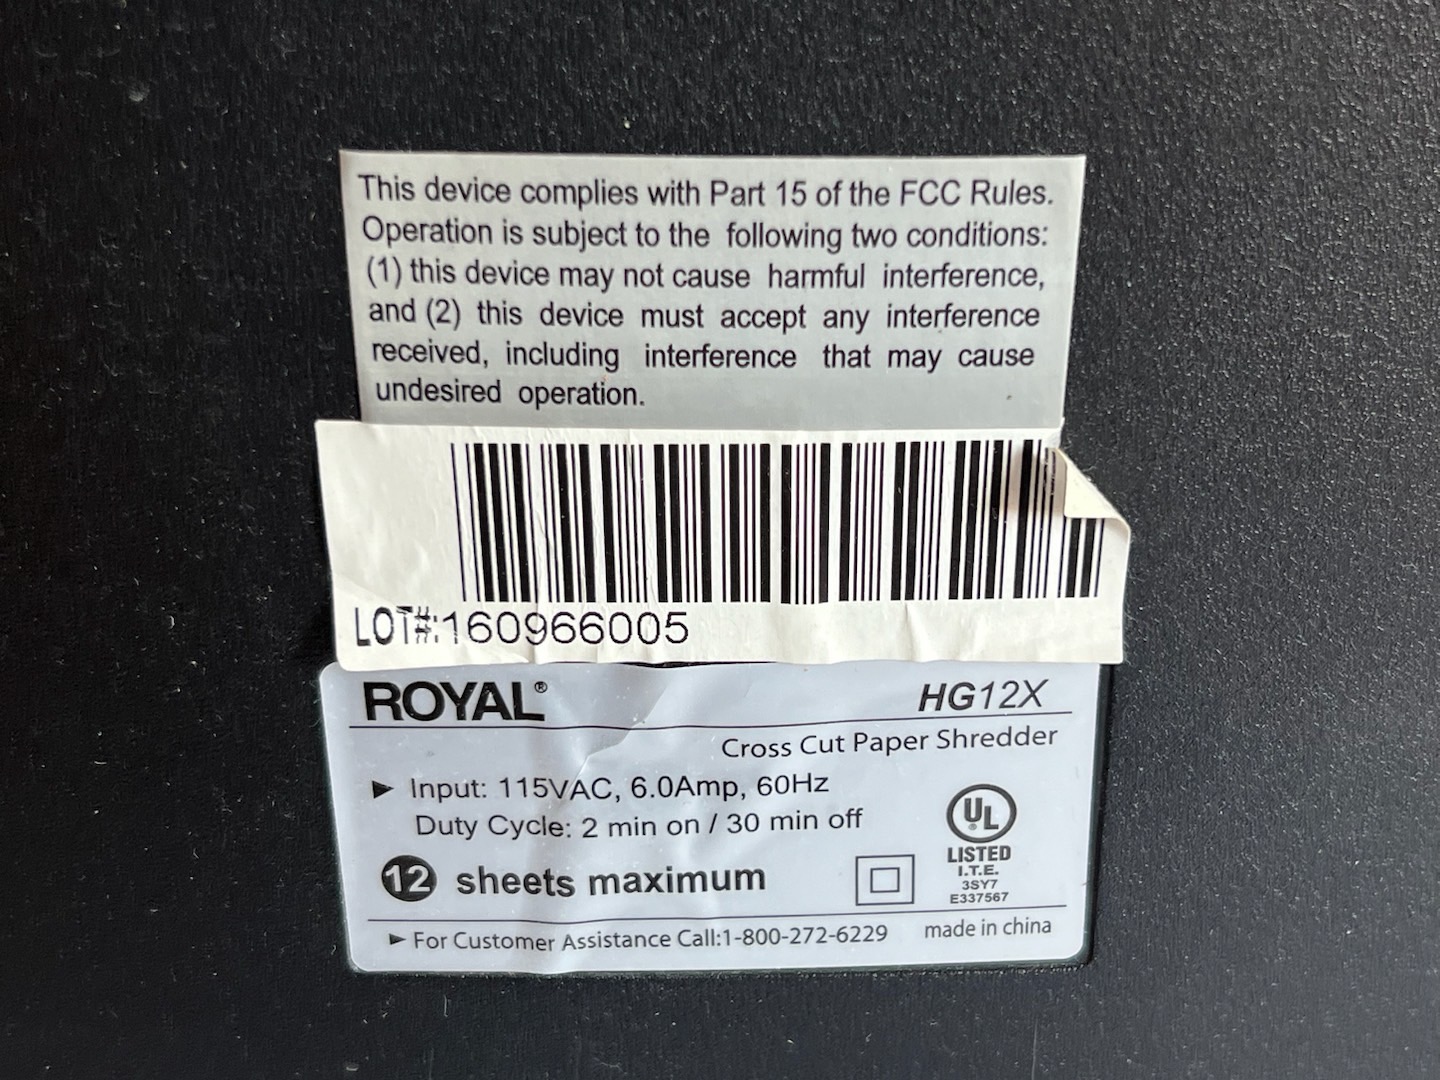 This device complies with Part 15 of the FCC Rules.
Operation is subject to the following two conditions:
(1) this device may not cause harmful interference,
and (2) this device must accept any interference
received, including interference that may cause
undesired operation.
LOT#:160966005
ROYAL® HG12X
Cross Cut Paper Shredder
► Input: 115VAC, 6.0Amp, 60Hz
Duty Cycle: 2 min on / 30 min off
12 sheets maximum
UL
LISTED
I.T.E.
3SY7
E337567
► For Customer Assistance Call:1-800-272-6229 made in china